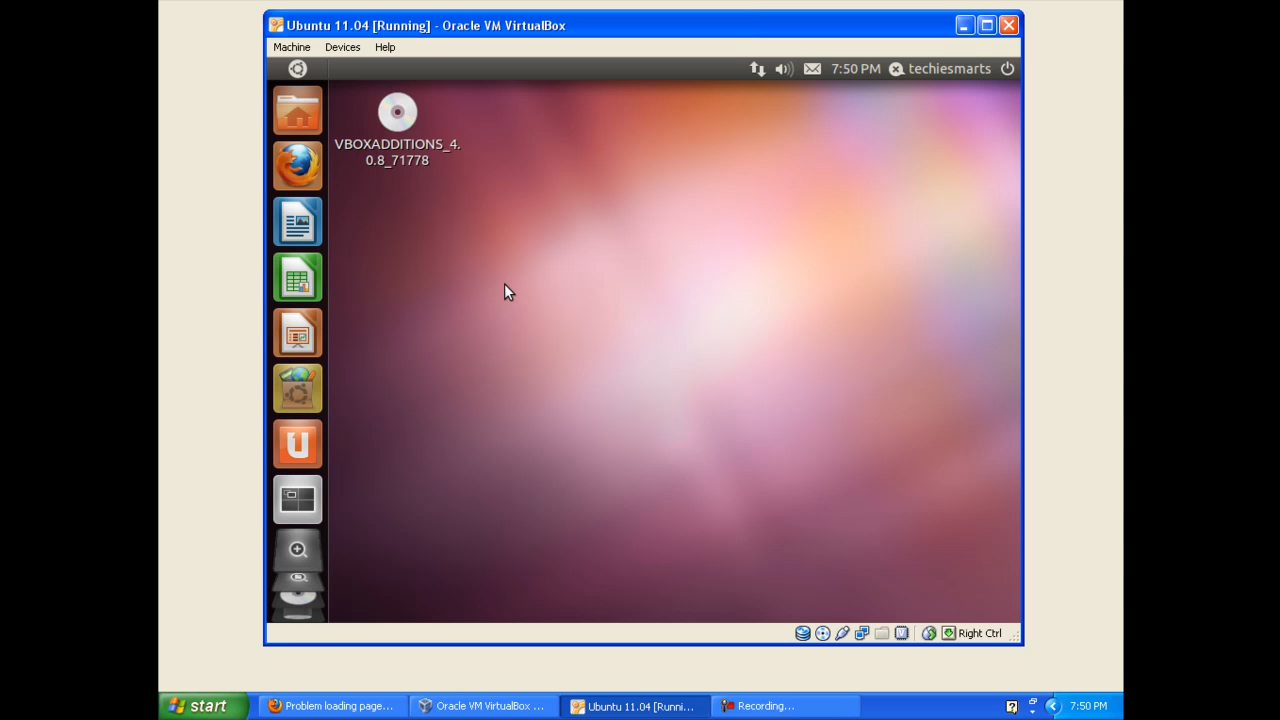 Ubuntu 11.04 [Running] - Oracle VM VirtualBox
Machine Devices Help
7:50 PM techiesmarts
VBOXADDITIONS_4.
0.8_71778
U
Right Ctrl
start Problem loading page... Oracle VM VirtualBox ... Ubuntu 11.04 [Runni... Recording... 7:50 PM